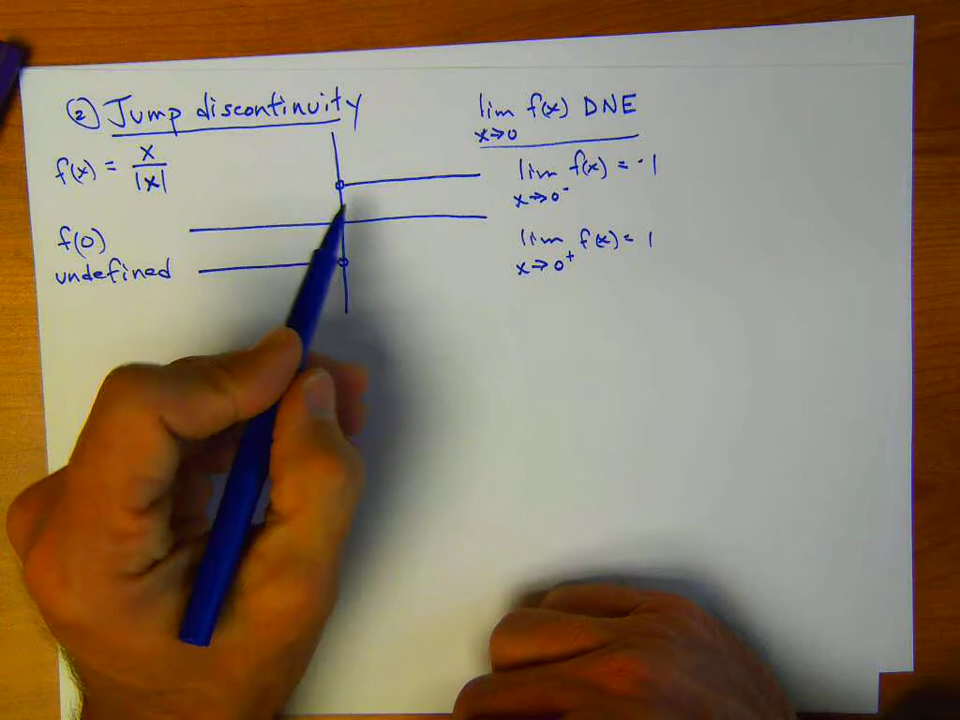 ② Jump discontinuity
f(x) = x/|x|
f(0)
undefined
lim x→0 f(x) DNE
lim x→0⁻ f(x) = -1
lim x→0⁺ f(x) = 1